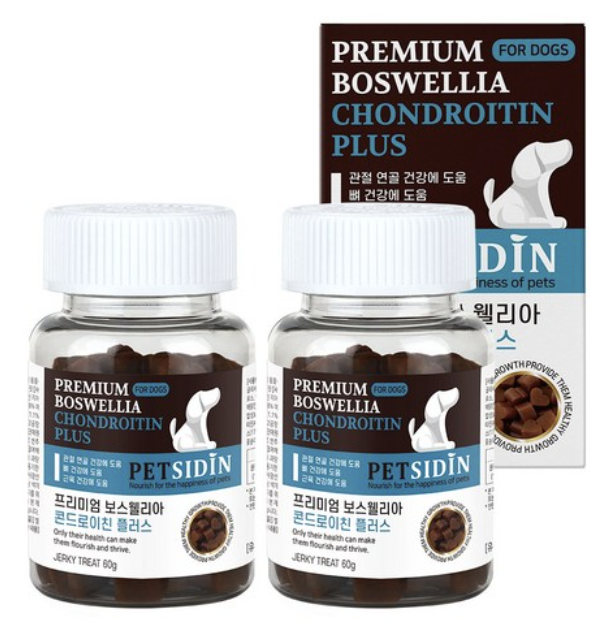 PREMIUM FOR DOGS
BOSWELLIA
CHONDROITIN
PLUS
관절 연골 건강에 도움
뼈 건강에 도움
DIN
iness of pets
웰리아
스
PREMIUM FOR DOGS
BOSWELLIA
CHONDROITIN
PLUS
관절 연골 건강에 도움
뼈 건강에 도움
근육 건강에 도움
PETSIDIN
Nourish for the happiness of pets
프리미엄 보스웰리아
콘드로이친 플러스
Only their health can make
them flourish and thrive.
JERKY TREAT 60g
PREMIUM FOR DOGS
BOSWELLIA
CHONDROITIN
PLUS
관절 연골 건강에 도움
뼈 건강에 도움
근육 건강에 도움
PETSIDIN
Nourish for the happiness of pets
프리미엄 보스웰리아
콘드로이친 플러스
Only their health can make
them flourish and thrive.
JERKY TREAT 60g